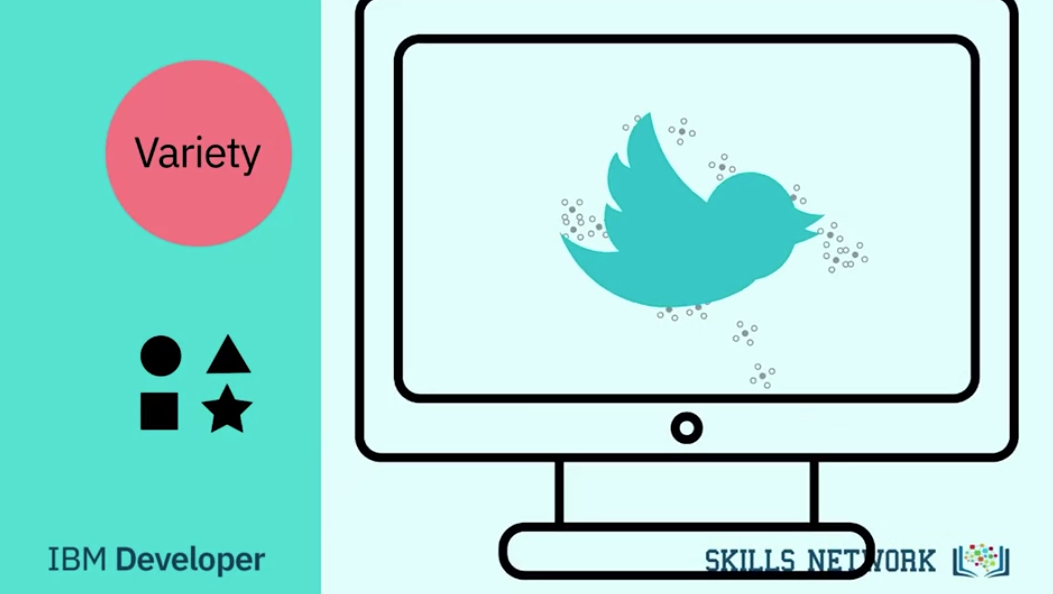 Variety
IBM Developer
SKILLS NETWORK